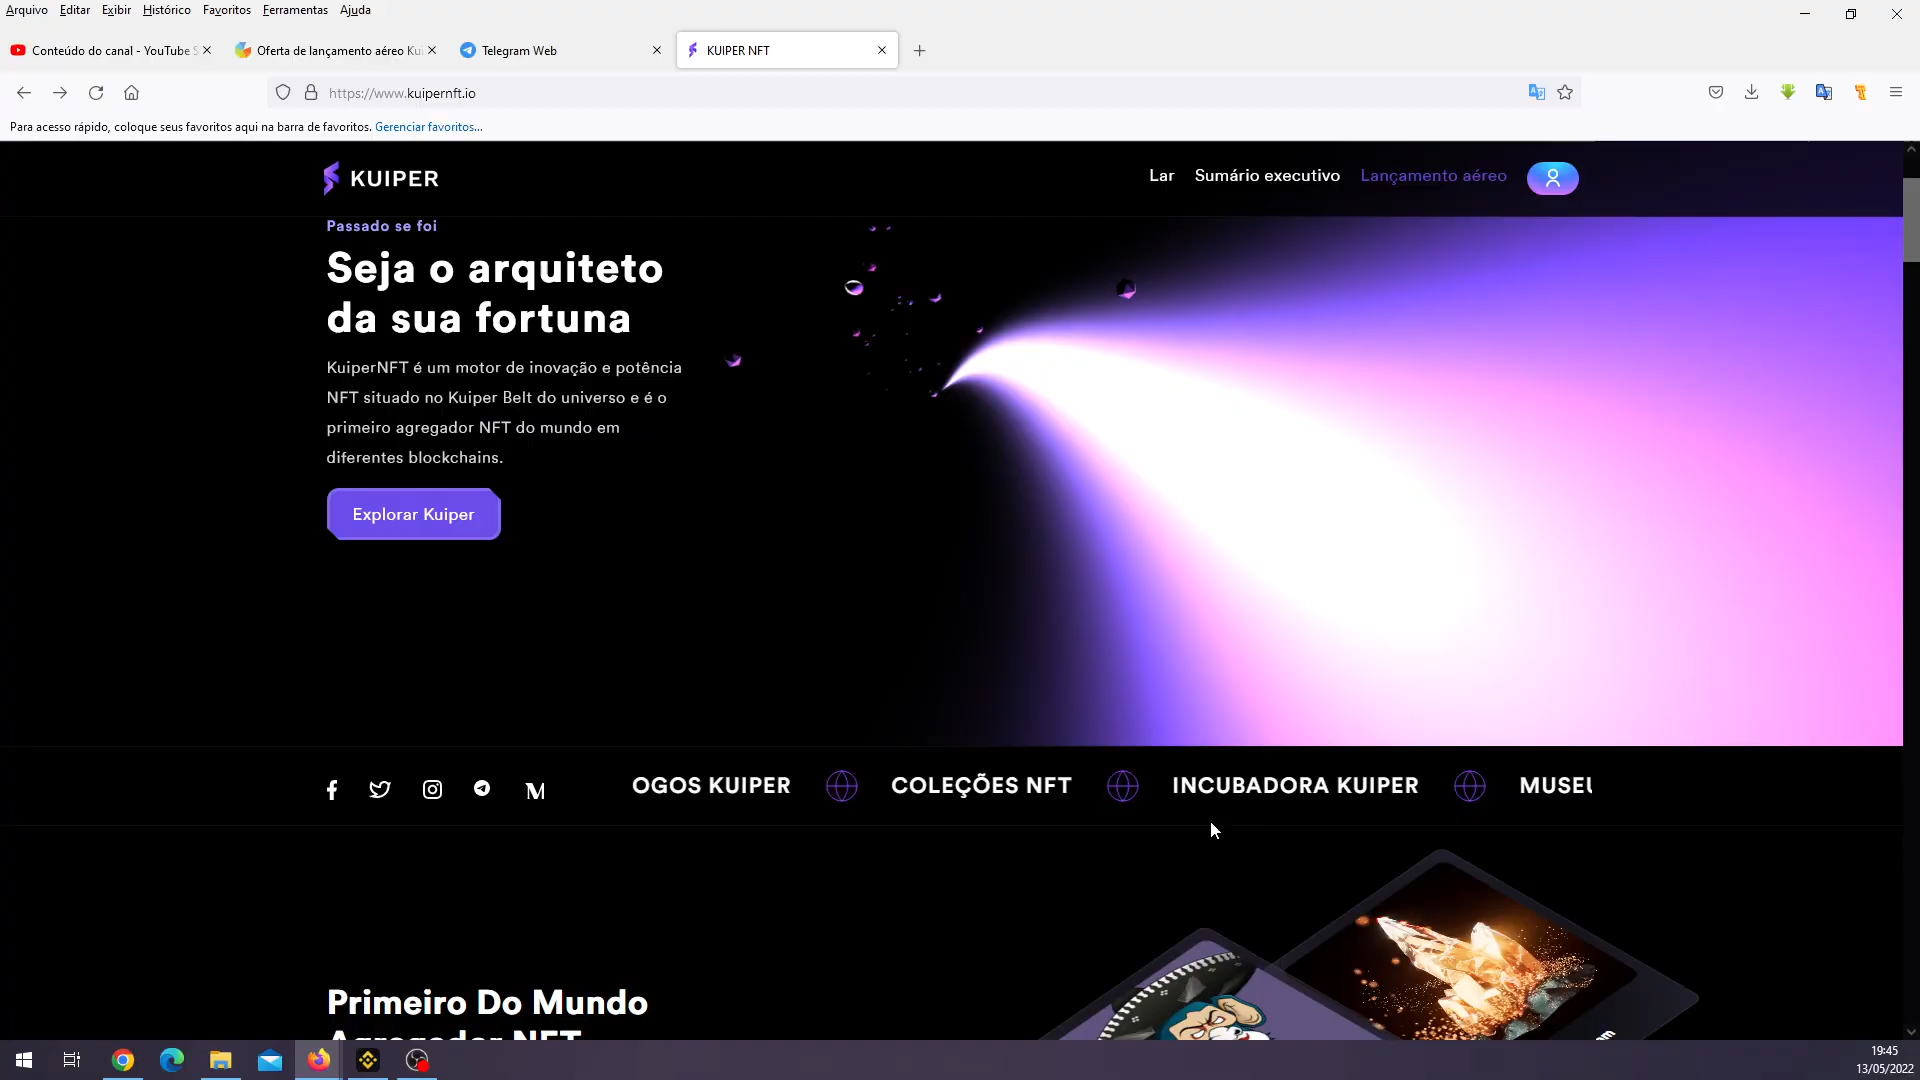 Arquivo Editar Exibir Histórico Favoritos Ferramentas Ajuda
Conteúdo do canal - YouTube S
Oferta de lançamento aéreo Kui
Telegram Web
KUIPER NFT
https://www.kuipernft.io
Para acesso rápido, coloque seus favoritos aqui na barra de favoritos. Gerenciar favoritos...
KUIPER
Lar Sumário executivo Lançamento aéreo
Passado se foi
Seja o arquiteto
da sua fortuna
KuiperNFT é um motor de inovação e potência
NFT situado no Kuiper Belt do universo e é o
primeiro agregador NFT do mundo em
diferentes blockchains.
Explorar Kuiper
OGOS KUIPER COLEÇÕES NFT INCUBADORA KUIPER MUSEU
Primeiro Do Mundo
Agregador NFT
19:45
13/05/2022